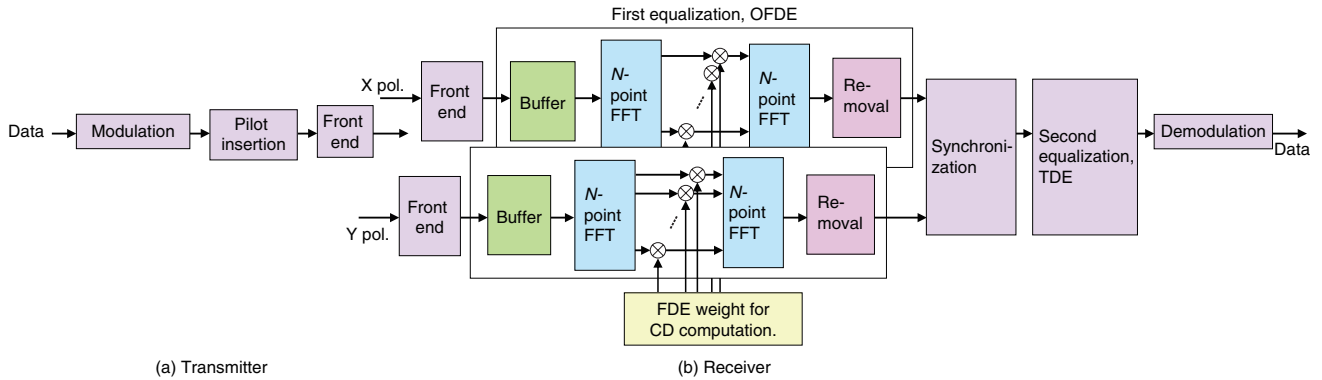 First equalization, OFDE
Data
Modulation
Pilot
insertion
Front
end
X pol.
Front
end
Buffer
N-
point
FFT
N-
point
FFT
Re-
moval
Y pol.
Front
end
Buffer
N-
point
FFT
N-
point
FFT
Re-
moval
Synchroni-
zation
Second
equalization,
TDE
Demodulation
Data
FDE weight for
CD computation.
(a) Transmitter
(b) Receiver